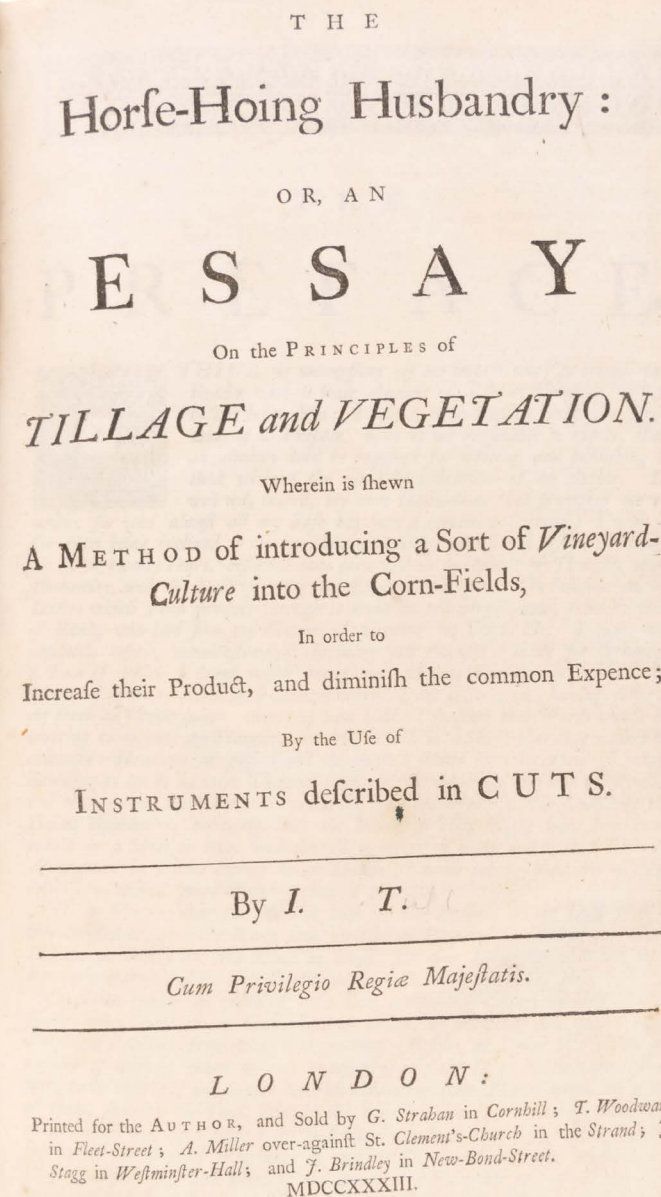 THE
Horſe-Hoing Husbandry:
OR, AN
ESSAY
On the PRINCIPLES of
TILLAGE and VEGETATION.
Wherein is ſhewn
A METHOD of introducing a Sort of Vineyard-
Culture into the Corn-Fields,
In order to
Increaſe their Product, and diminiſh the common Expence;
By the Uſe of
INSTRUMENTS deſcribed in CUTS.
By I. T.
Cum Privilegio Regiæ Majeſtatis.
LONDON:
Printed for the AUTHOR, and Sold by G. Strahan in Cornhill; T. Woodwa
in Fleet-Street; A. Miller over-againſt St. Clement's-Church in the Strand;
Stagg in Weſtminſter-Hall; and J. Brindley in New-Bond-Street.
MDCCXXXIII.